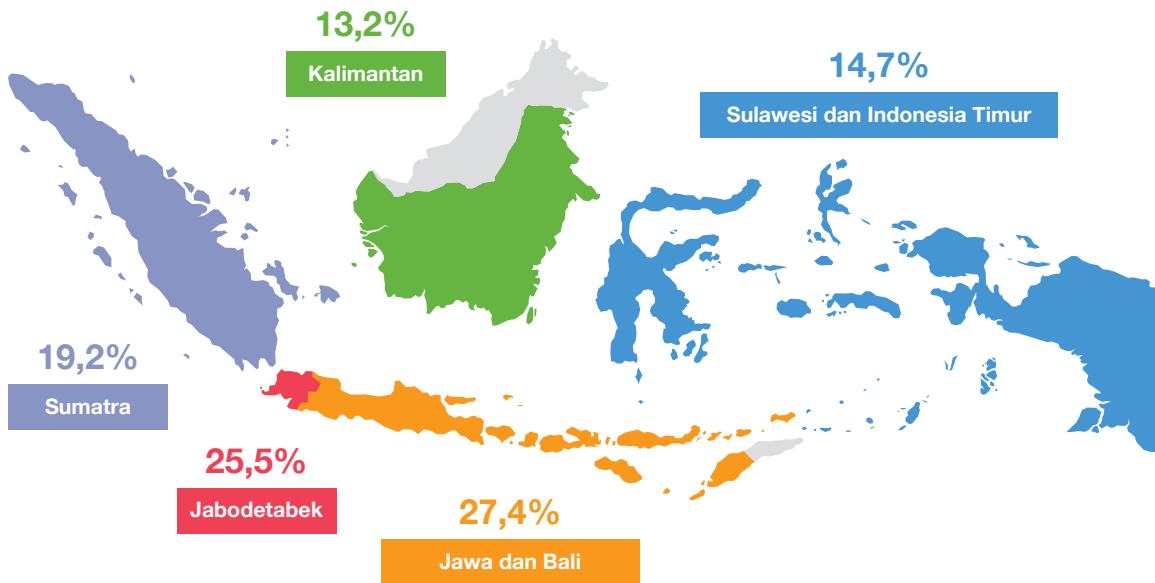 13,2%
Kalimantan
14,7%
Sulawesi dan Indonesia Timur
19,2%
Sumatra
25,5%
Jabodetabek
27,4%
Jawa dan Bali